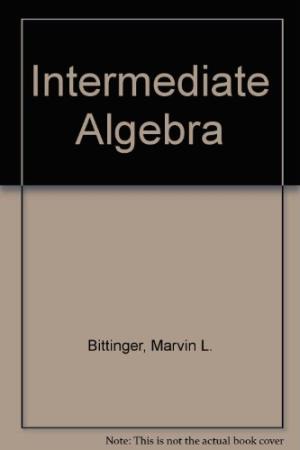 Intermediate
Algebra
Bittinger, Marvin L.
Note: This is not the actual book cover